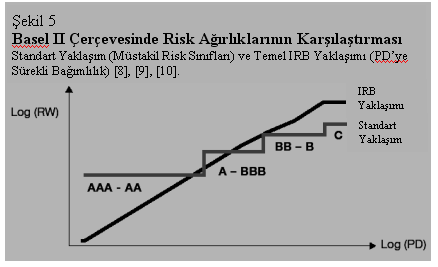 Şekil 5
Basel II Çerçevesinde Risk Ağırlıklarının Karşılaştırması
Standart Yaklaşım (Müstakil Risk Sınıfları) ve Temel IRB Yaklaşımı (PD’ye
Sürekli Bağımlılık) [8], [9], [10].
IRB
Yaklaşımı
Log (RW)
Standart
Yaklaşım
C
BB – B
A – BBB
AAA - AA
Log (PD)